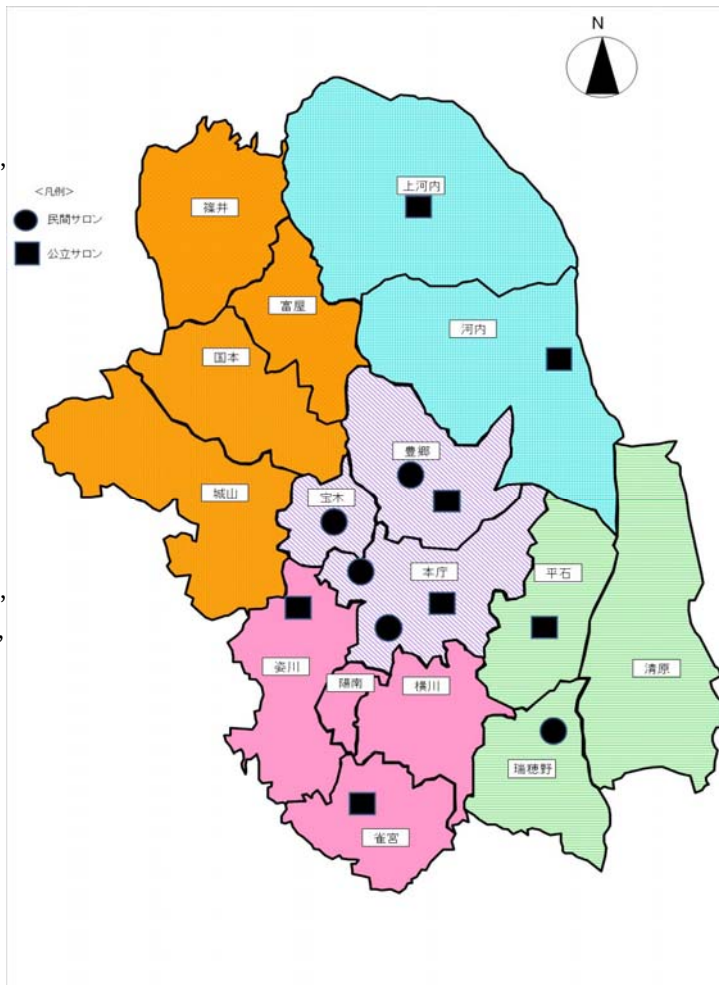 N
,
<凡例>
民間サロン
公立サロン
上河内
篠井
富屋
河内
国本
豊郷
城山
宝木
本庁
平石
,
,
姿川
陽南
横川
清原
瑞穂野
雀宮